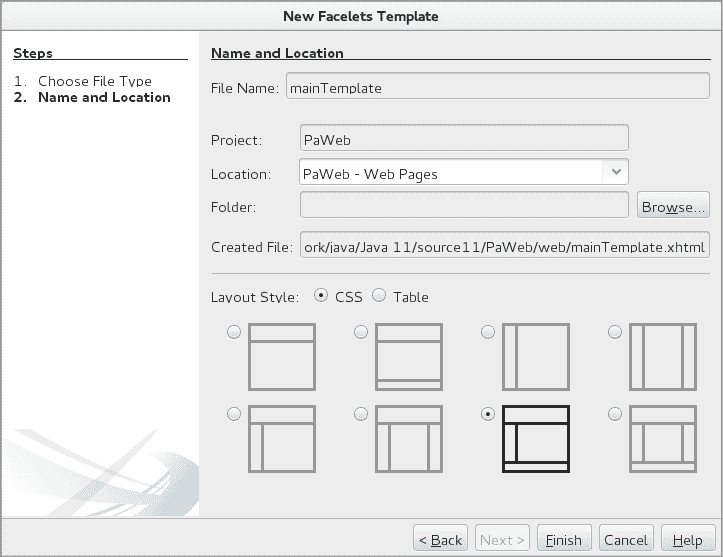 New Facelets Template
Steps
1. Choose File Type
2. Name and Location
Name and Location
File Name: mainTemplate
Project: PaWeb
Location: PaWeb - Web Pages
Folder: Browse...
Created File: ork/java/Java 11/source11/PaWeb/web/mainTemplate.xhtml
Layout Style: CSS Table
< Back Next > Finish Cancel Help